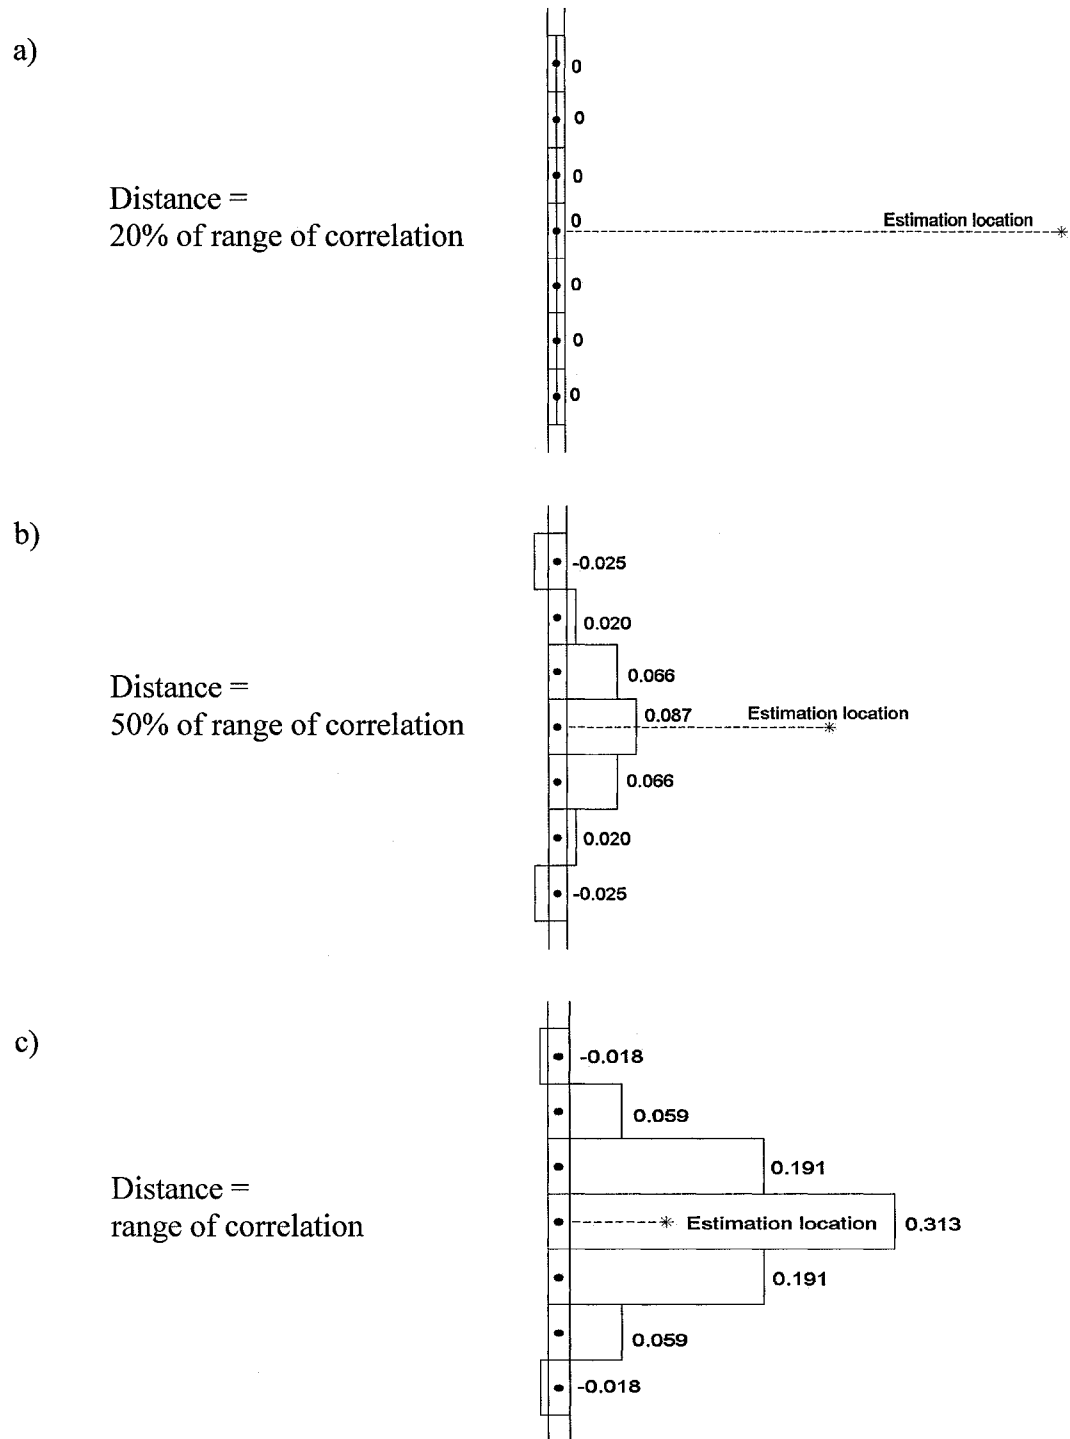 a)
0
0
0
Distance =
20% of range of correlation
0
Estimation location
0
0
0
b)
-0.025
0.020
0.066
Distance =
50% of range of correlation
0.087
Estimation location
0.066
0.020
-0.025
c)
-0.018
0.059
0.191
Distance =
range of correlation
Estimation location
0.313
0.191
0.059
-0.018